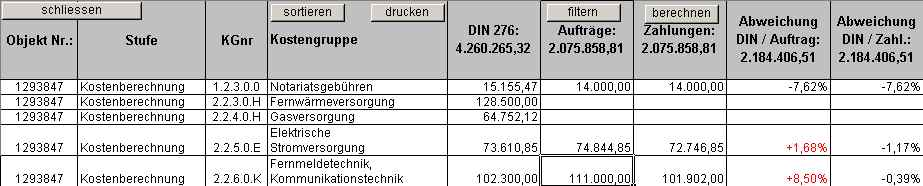 schliessen sortieren drucken filtern berechnen
Objekt Nr.: Stufe KGnr Kostengruppe DIN 276: 4.260.265,32 Aufträge: 2.075.858,81 Zahlungen: 2.075.858,81 Abweichung DIN / Auftrag: 2.184.406,51 Abweichung DIN / Zahl.: 2.184.406,51
1293847 Kostenberechnung 1.2.3.0.0 Notariatsgebühren 15.155,47 14.000,00 14.000,00 -7,62% -7,62%
1293847 Kostenberechnung 2.2.3.0.H Fernwärmeversorgung 128.500,00
1293847 Kostenberechnung 2.2.4.0.H Gasversorgung 64.752,12
Elektrische
1293847 Kostenberechnung 2.2.5.0.E Stromversorgung 73.610,85 74.844,85 72.746,85 +1,68% -1,17%
Fernmeldetechnik,
1293847 Kostenberechnung 2.2.6.0.K Kommunikationstechnik 102.300,00 111.000,00 101.902,00 +8,50% -0,39%